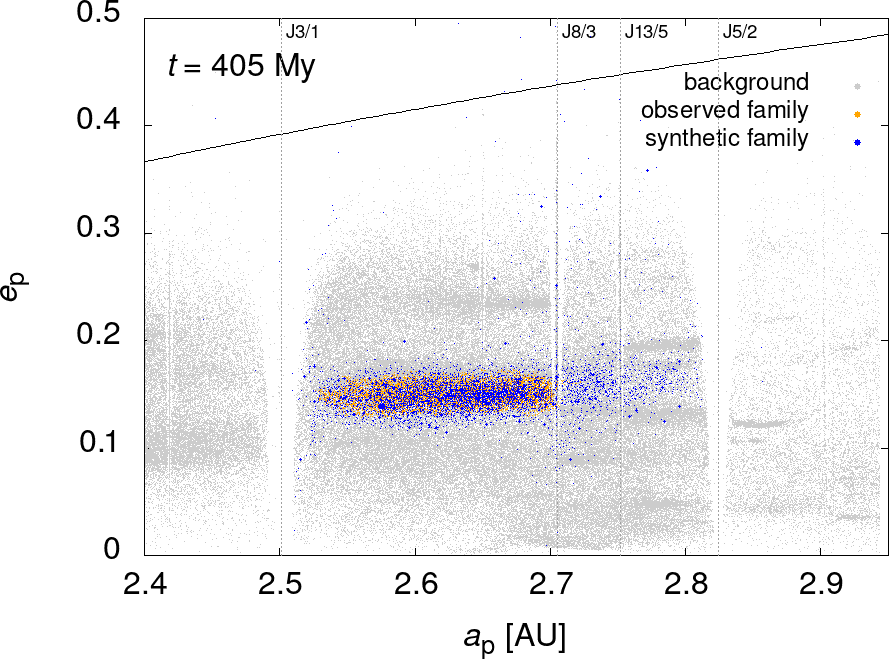 0.5
0.4
0.3
0.2
0.1
0
e_p
J3/1
J8/3
J13/5
J5/2
t = 405 My
background
observed family
synthetic family
2.4 2.5 2.6 2.7 2.8 2.9
a_p [AU]